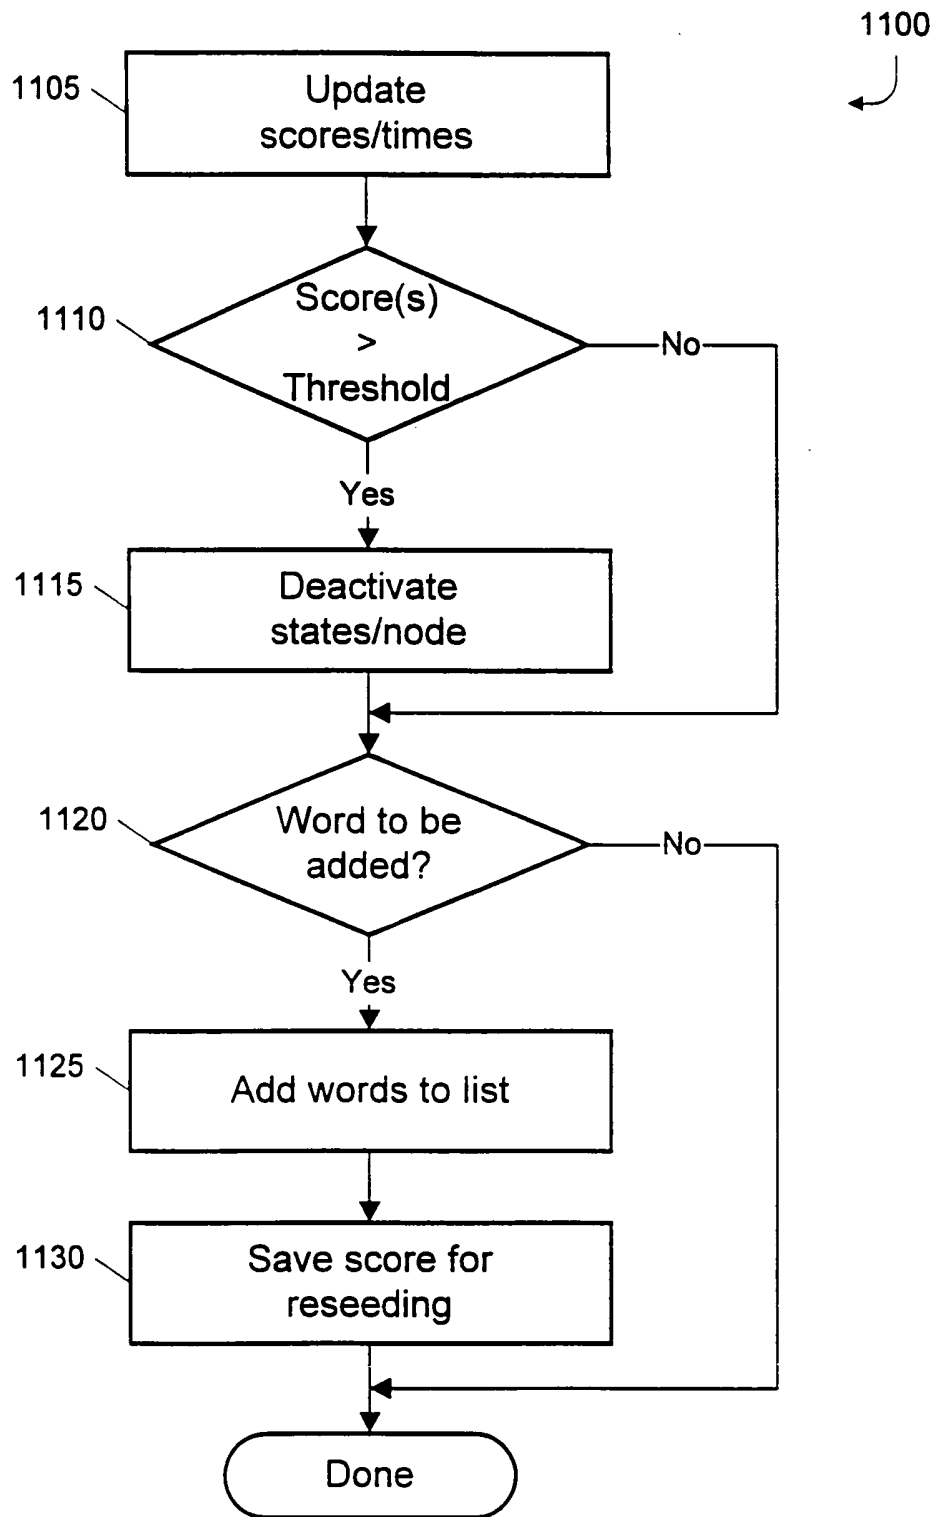 1100
1105
Update
scores/times
1110
Score(s)
>
Threshold
No
Yes
1115
Deactivate
states/node
1120
Word to be
added?
No
Yes
1125
Add words to list
1130
Save score for
reseeding
Done